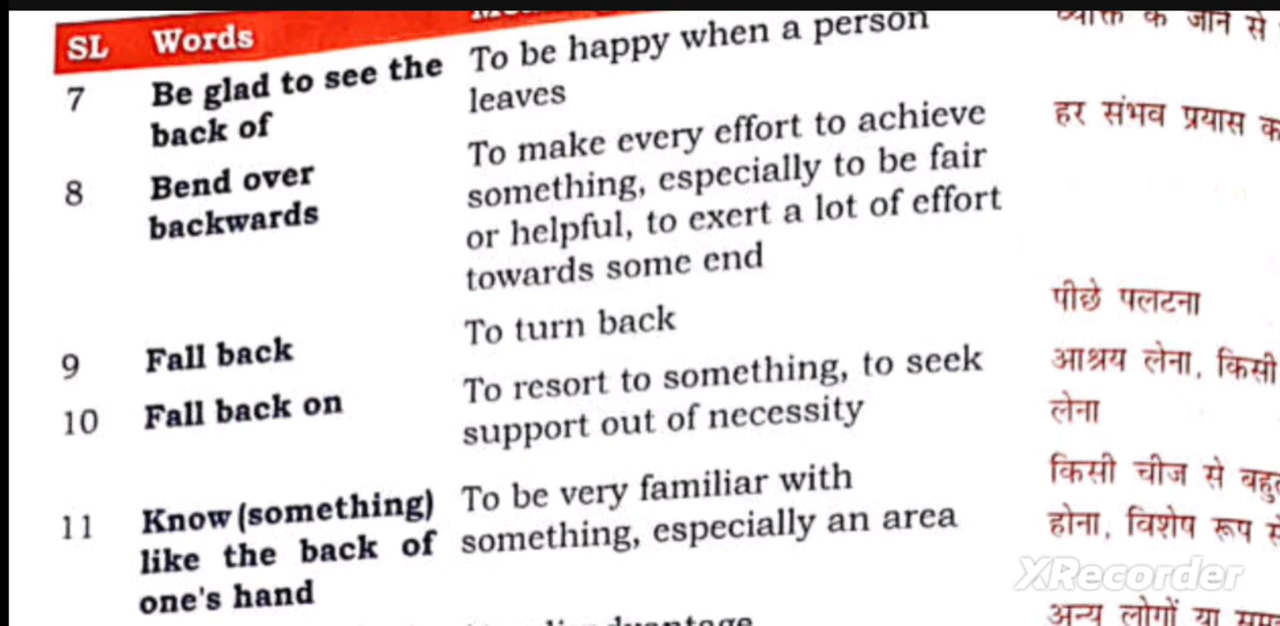 SL Words
7 Be glad to see the To be happy when a person व्यक्ति के जाने से
back of leaves
8 Bend over To make every effort to achieve हर संभव प्रयास
backwards something, especially to be fair
or helpful, to exert a lot of effort
towards some end
9 Fall back To turn back पीछे पलटना
10 Fall back on To resort to something, to seek आश्रय लेना, किसी
support out of necessity लेना
11 Know (something) To be very familiar with किसी चीज से
like the back of something, especially an area होना, विशेष रूप
one's hand
XRecorder
अन्य लोगों या